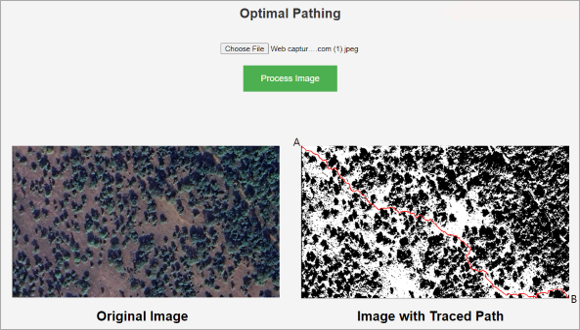 Optimal Pathing
Choose File Web captur....com (1).jpeg
Process Image
A
B
Original Image Image with Traced Path